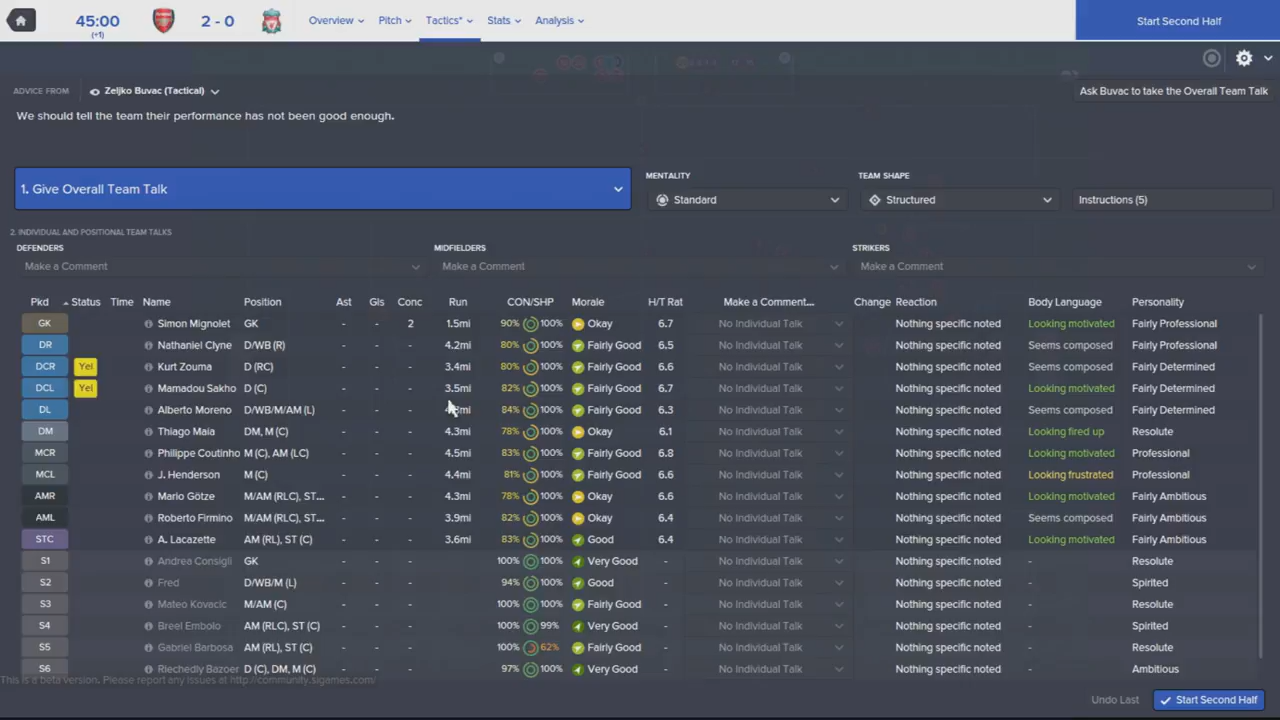 45:00 2 - 0 Overview Pitch Tactics* Stats Analysis Start Second Half
(+1)
ADVICE FROM Zeljko Buvac (Tactical) Ask Buvac to take the Overall Team Talk
We should tell the team their performance has not been good enough.
MENTALITY TEAM SHAPE
1. Give Overall Team Talk Standard Structured Instructions (5)
2. INDIVIDUAL AND POSITIONAL TEAM TALKS
DEFENDERS MIDFIELDERS STRIKERS
Make a Comment Make a Comment Make a Comment
Pkd Status Time Name Position Ast Gls Conc Run CON/SHP Morale H/T Rat Make a Comment... Change Reaction Body Language Personality
GK Simon Mignolet GK - - 2 1.5mi 90% 100% Okay 6.7 No Individual Talk Nothing specific noted Looking motivated Fairly Professional
DR Nathaniel Clyne D/WB (R) - - 4.2mi 80% 100% Fairly Good 6.5 No Individual Talk Nothing specific noted Seems composed Fairly Professional
DCR Yel Kurt Zouma D (RC) - - 3.4mi 80% 100% Fairly Good 6.6 No Individual Talk Nothing specific noted Seems composed Fairly Determined
DCL Yel Mamadou Sakho D (C) - - 3.5mi 82% 100% Fairly Good 6.7 No Individual Talk Nothing specific noted Looking motivated Fairly Determined
DL Alberto Moreno D/WB/M/AM (L) - - 84% 100% Fairly Good 6.3 No Individual Talk Nothing specific noted Seems composed Fairly Determined
DM Thiago Maia DM, M (C) - - 4.3mi 78% 100% Okay 6.1 No Individual Talk Nothing specific noted Looking fired up Resolute
MCR Philippe Coutinho M (C), AM (LC) - - 4.5mi 83% 100% Fairly Good 6.8 No Individual Talk Nothing specific noted Looking motivated Professional
MCL J. Henderson M (C) - - 4.4mi 81% 100% Fairly Good 6.6 No Individual Talk Nothing specific noted Looking frustrated Professional
AMR Mario Götze M/AM (RLC), ST... - - 4.3mi 78% 100% Okay 6.6 No Individual Talk Nothing specific noted Looking motivated Fairly Ambitious
AML Roberto Firmino M/AM (RLC), ST... - - 3.9mi 82% 100% Okay 6.4 No Individual Talk Nothing specific noted Seems composed Fairly Ambitious
STC A. Lacazette AM (RL), ST (C) - - 3.6mi 83% 100% Good 6.4 No Individual Talk Nothing specific noted Looking motivated Fairly Ambitious
S1 Andrea Consigli GK - - 100% 100% Very Good - No Individual Talk Nothing specific noted - Resolute
S2 Fred D/WB/M (L) - - 94% 100% Good - No Individual Talk Nothing specific noted - Spirited
S3 Mateo Kovacic M/AM (C) - - 100% 100% Fairly Good - No Individual Talk Nothing specific noted - Resolute
S4 Breel Embolo AM (RLC), ST (C) - - 100% 99% Very Good - No Individual Talk Nothing specific noted - Spirited
S5 Gabriel Barbosa AM (RL), ST (C) - - 100% 62% Fairly Good - No Individual Talk Nothing specific noted - Resolute
S6 Riechedly Bazoer D (C), DM, M (C) - - 97% 100% Very Good - No Individual Talk Nothing specific noted - Ambitious
This is a beta version. Please report any issues at http://community.sigames.com/
Undo Last Start Second Half